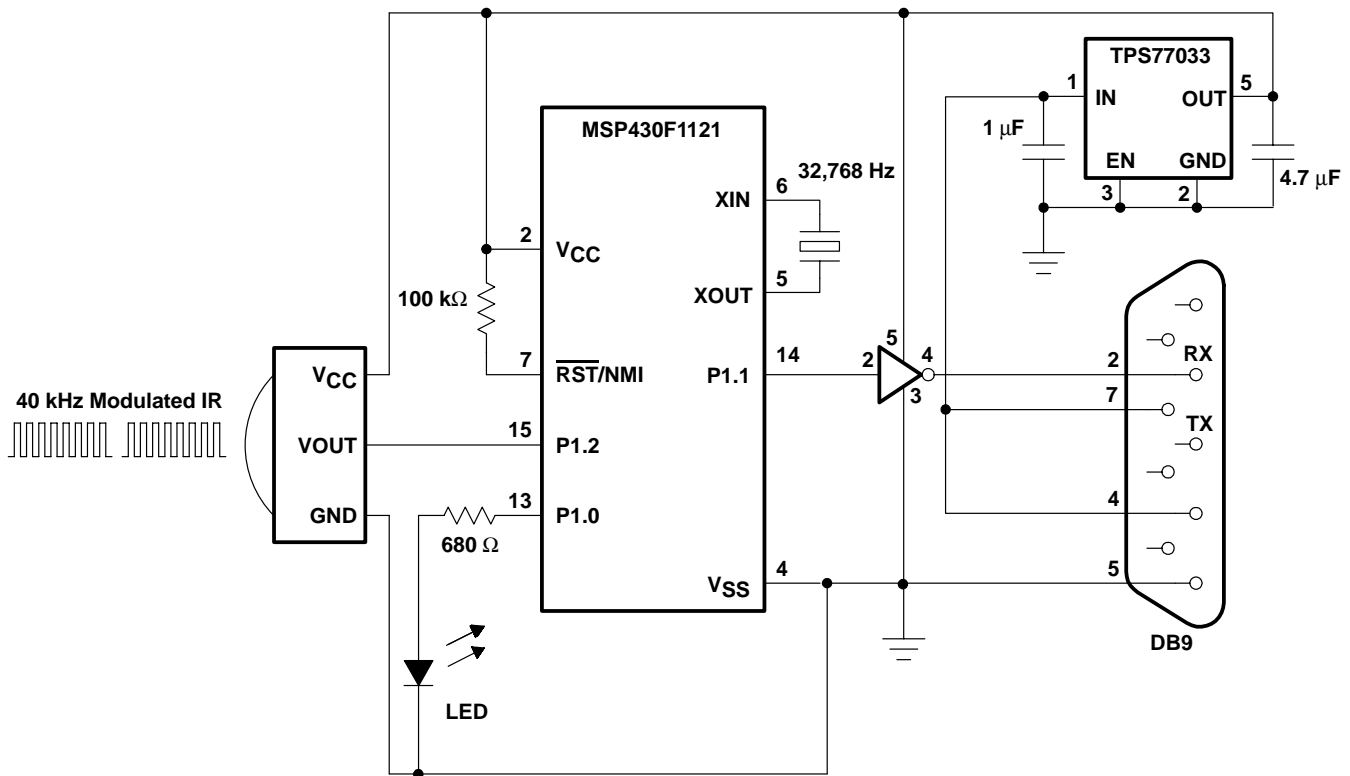 TPS77033
1
IN
OUT
5
1 μF
EN
GND
3
2
4.7 μF
MSP430F1121
32,768 Hz
6
XIN
2
VCC
5
XOUT
100 kΩ
7
RST/NMI
14
P1.1
2
5
4
3
2
RX
7
TX
VCC
40 kHz Modulated IR
VOUT
15
P1.2
GND
13
P1.0
680 Ω
4
VSS
4
5
DB9
LED